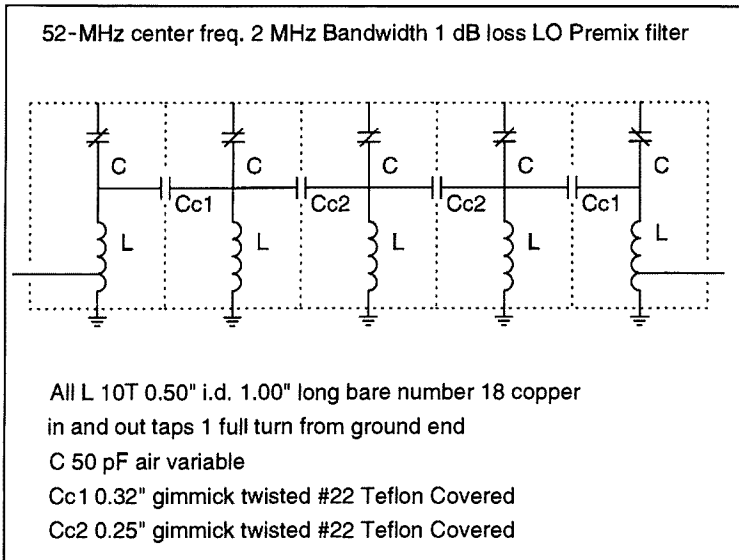 52-MHz center freq. 2 MHz Bandwidth 1 dB loss LO Premix filter
C C C C C
Cc1 Cc2 Cc2 Cc1
L L L L L
All L 10T 0.50" i.d. 1.00" long bare number 18 copper
in and out taps 1 full turn from ground end
C 50 pF air variable
Cc1 0.32" gimmick twisted #22 Teflon Covered
Cc2 0.25" gimmick twisted #22 Teflon Covered